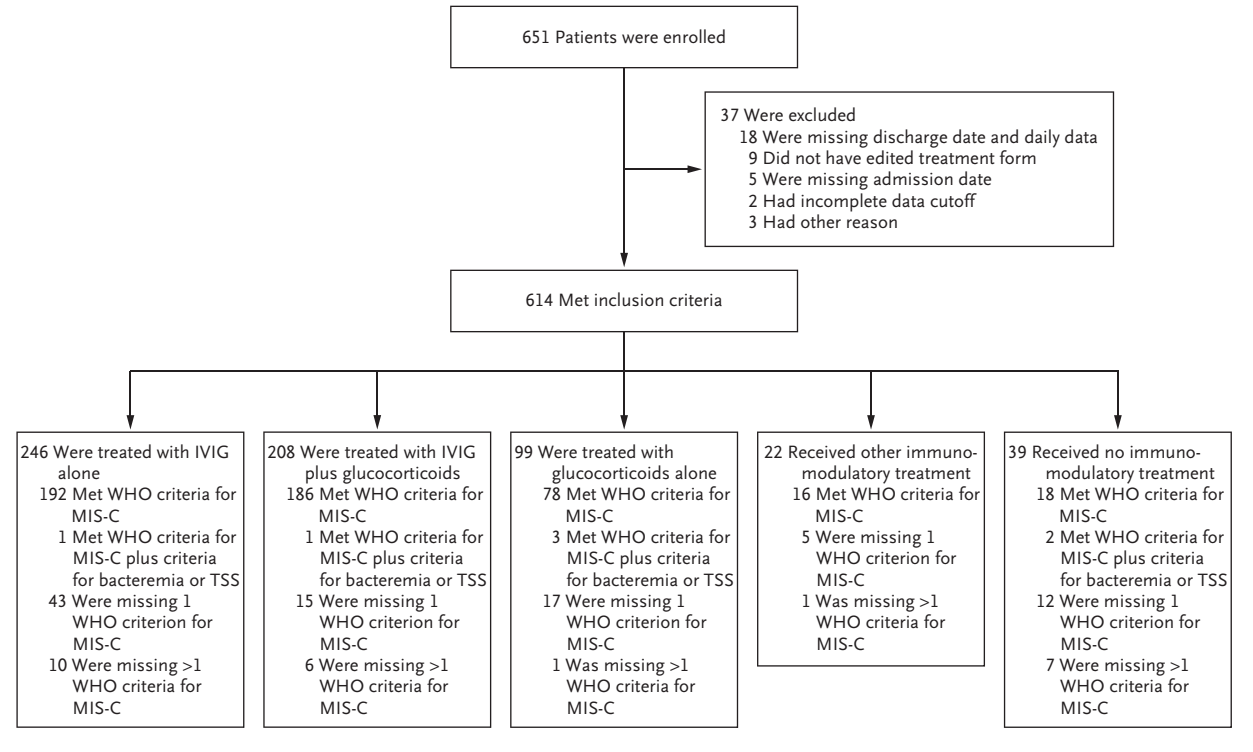 651 Patients were enrolled
37 Were excluded
18 Were missing discharge date and daily data
9 Did not have edited treatment form
5 Were missing admission date
2 Had incomplete data cutoff
3 Had other reason
614 Met inclusion criteria
246 Were treated with IVIG
alone
192 Met WHO criteria for
MIS-C
1 Met WHO criteria for
MIS-C plus criteria
for bacteremia or TSS
43 Were missing 1
WHO criterion for
MIS-C
10 Were missing >1
WHO criteria for
MIS-C
208 Were treated with IVIG
plus glucocorticoids
186 Met WHO criteria for
MIS-C
1 Met WHO criteria for
MIS-C plus criteria
for bacteremia or TSS
15 Were missing 1
WHO criterion for
MIS-C
6 Were missing >1
WHO criteria for
MIS-C
99 Were treated with
glucocorticoids alone
78 Met WHO criteria for
MIS-C
3 Met WHO criteria for
MIS-C plus criteria
for bacteremia or TSS
17 Were missing 1
WHO criterion for
MIS-C
1 Was missing >1
WHO criteria for
MIS-C
22 Received other immuno-
modulatory treatment
16 Met WHO criteria for
MIS-C
5 Were missing 1
WHO criterion for
MIS-C
1 Was missing >1
WHO criteria for
MIS-C
39 Received no immuno-
modulatory treatment
18 Met WHO criteria for
MIS-C
2 Met WHO criteria for
MIS-C plus criteria
for bacteremia or TSS
12 Were missing 1
WHO criterion for
MIS-C
7 Were missing >1
WHO criteria for
MIS-C